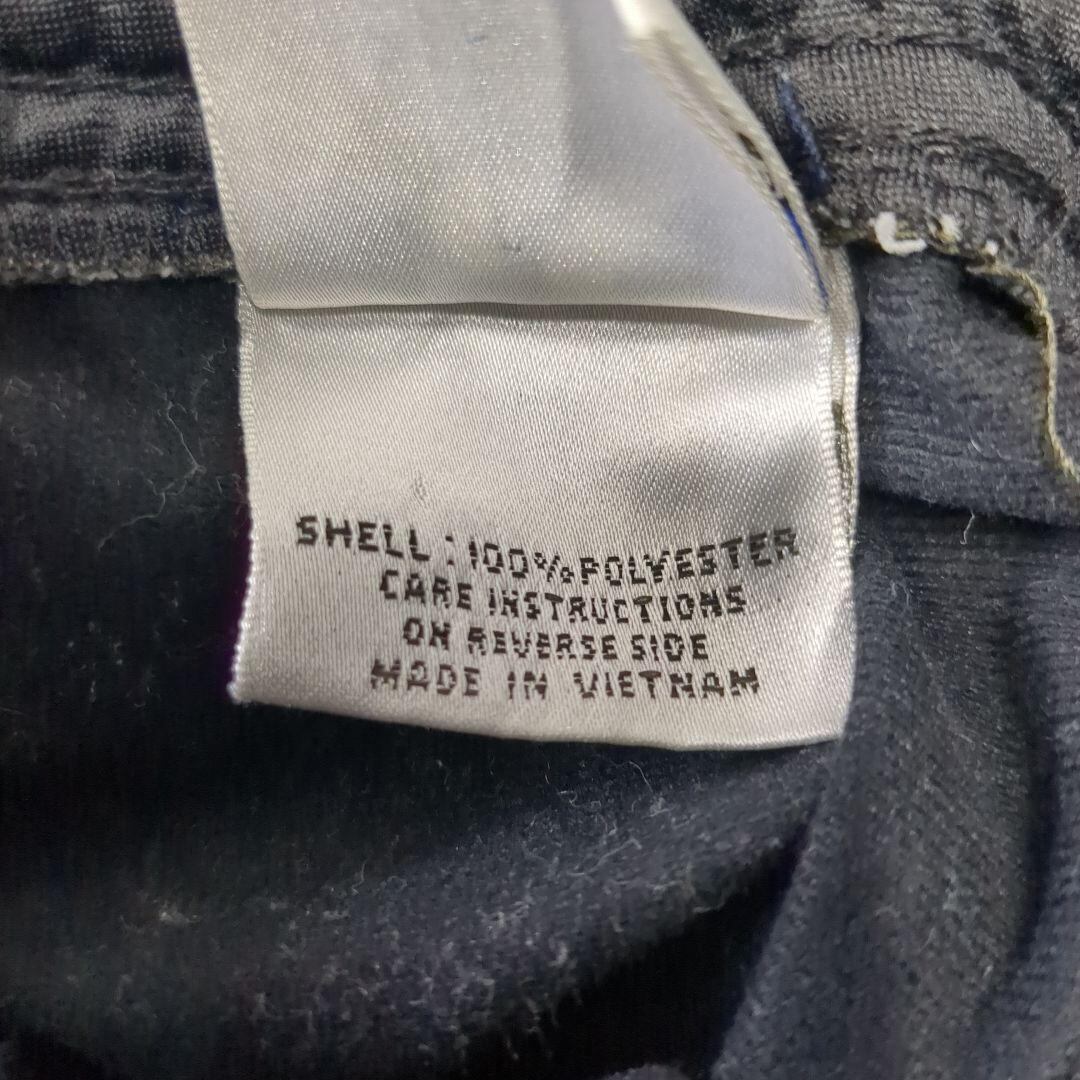 SHELL : 100% POLYESTER
CARE INSTRUCTIONS
ON REVERSE SIDE
MADE IN VIETNAM